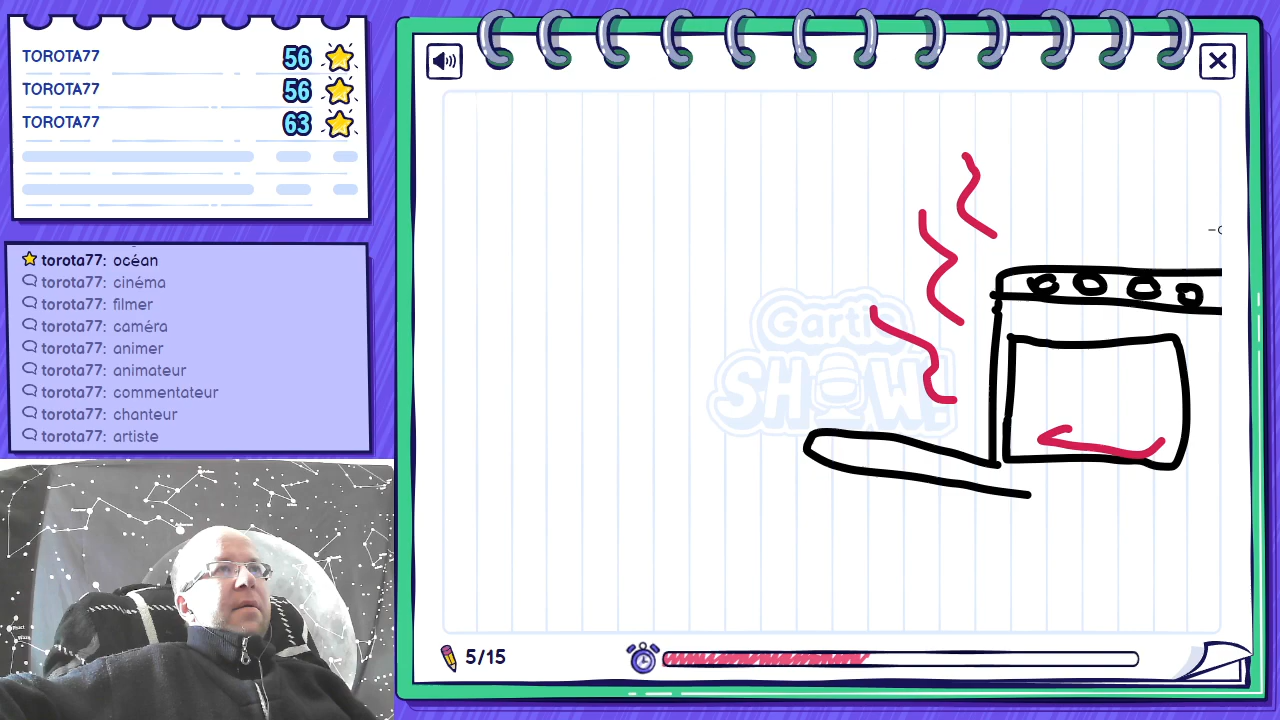 TOROTA77 56
TOROTA77 56
TOROTA77 63
torota77: océan
torota77: cinéma
torota77: filmer
torota77: caméra
torota77: animer
torota77: animateur
torota77: commentateur
torota77: chanteur
torota77: artiste
Gartic
SHOW!
5/15